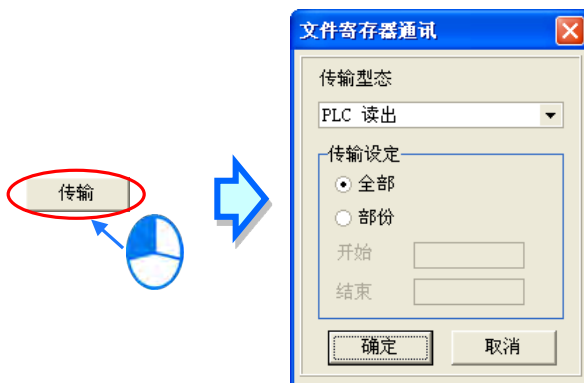 传输
文件寄存器通讯
传输型态
PLC 读出
传输设定
全部
部份
开始
结束
确定
取消